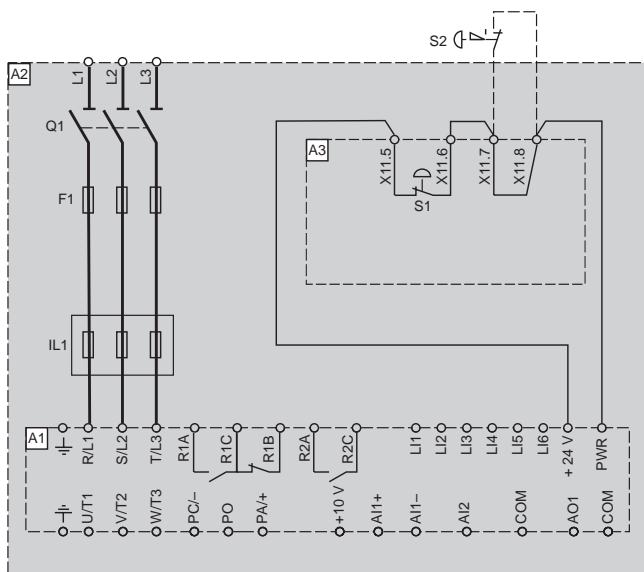 S2
A2
L1
L2
L3
Q1
A3
X11.5
X11.6
X11.7
X11.8
S1
F1
IL1
A1
R/L1
S/L2
T/L3
R1A
R1C
R1B
R2A
R2C
LI1
LI2
LI3
LI4
LI5
LI6
+ 24 V
PWR
U/T1
V/T2
W/T3
PC/–
PO
PA/+
+10 V
AI1+
AI1–
AI2
COM
AO1
COM